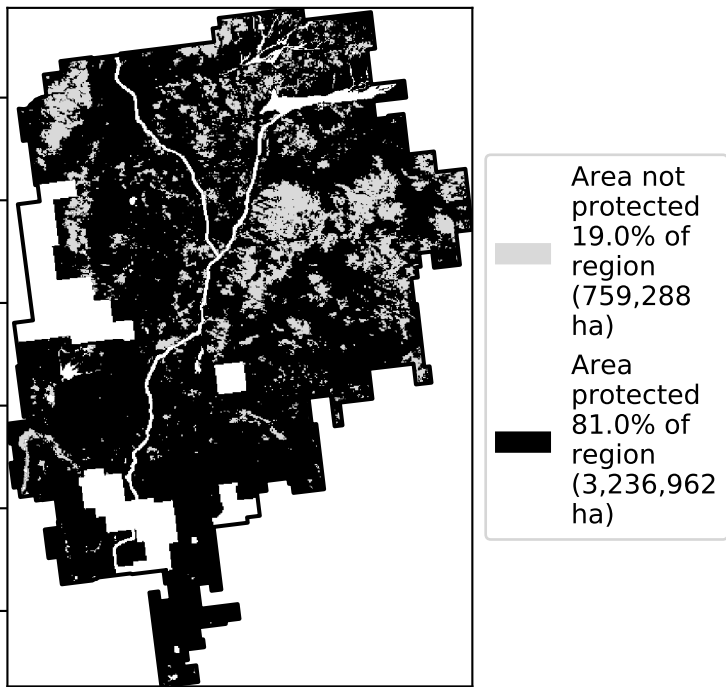 Area not
protected
19.0% of
region
(759,288
ha)
Area
protected
81.0% of
region
(3,236,962
ha)